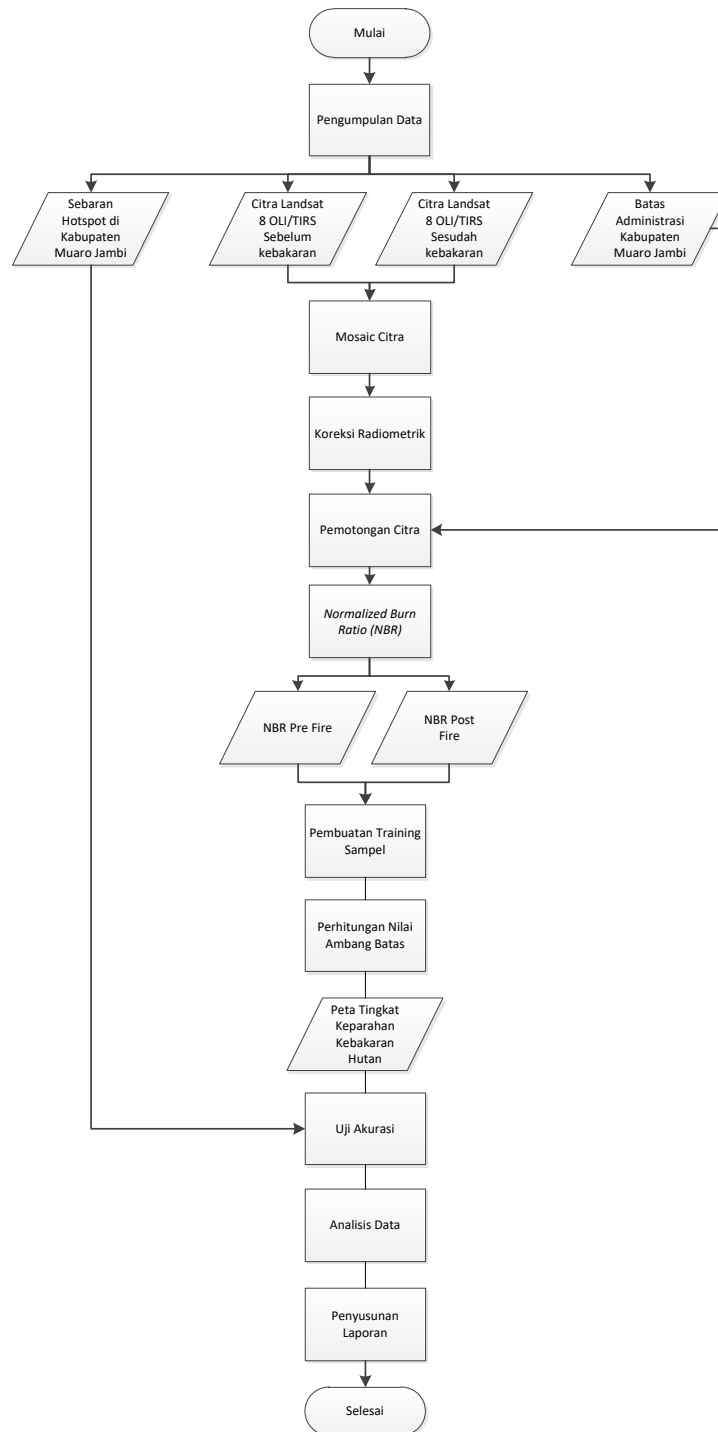 Mulai
Pengumpulan Data
Sebaran
Hotspot di
Kabupaten
Muaro Jambi
Citra Landsat
8 OLI/TIRS
Sebelum
kebakaran
Citra Landsat
8 OLI/TIRS
Sesudah
kebakaran
Batas
Administrasi
Kabupaten
Muaro Jambi
Mosaic Citra
Koreksi Radiometrik
Pemotongan Citra
Normalized Burn
Ratio (NBR)
NBR Pre Fire
NBR Post
Fire
Pembuatan Training
Sampel
Perhitungan Nilai
Ambang Batas
Peta Tingkat
Keparahan
Kebakaran
Hutan
Uji Akurasi
Analisis Data
Penyusunan
Laporan
Selesai